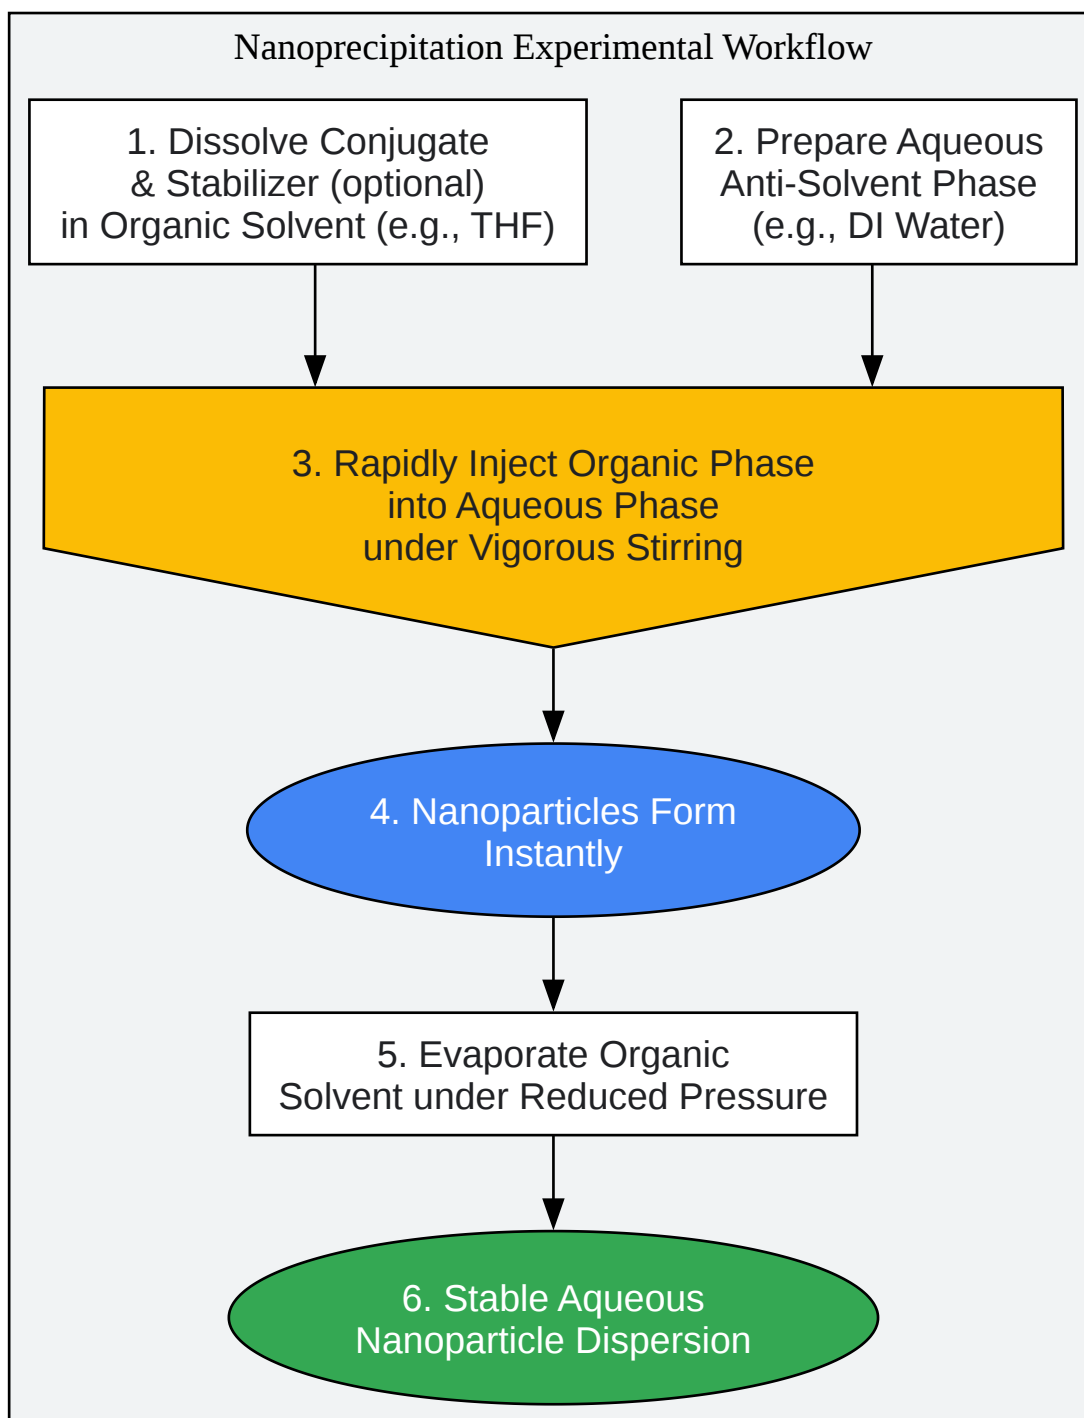 Nanoprecipitation Experimental Workflow
1. Dissolve Conjugate
& Stabilizer (optional)
in Organic Solvent (e.g., THF)
2. Prepare Aqueous
Anti-Solvent Phase
(e.g., DI Water)
3. Rapidly Inject Organic Phase
into Aqueous Phase
under Vigorous Stirring
4. Nanoparticles Form
Instantly
5. Evaporate Organic
Solvent under Reduced Pressure
6. Stable Aqueous
Nanoparticle Dispersion